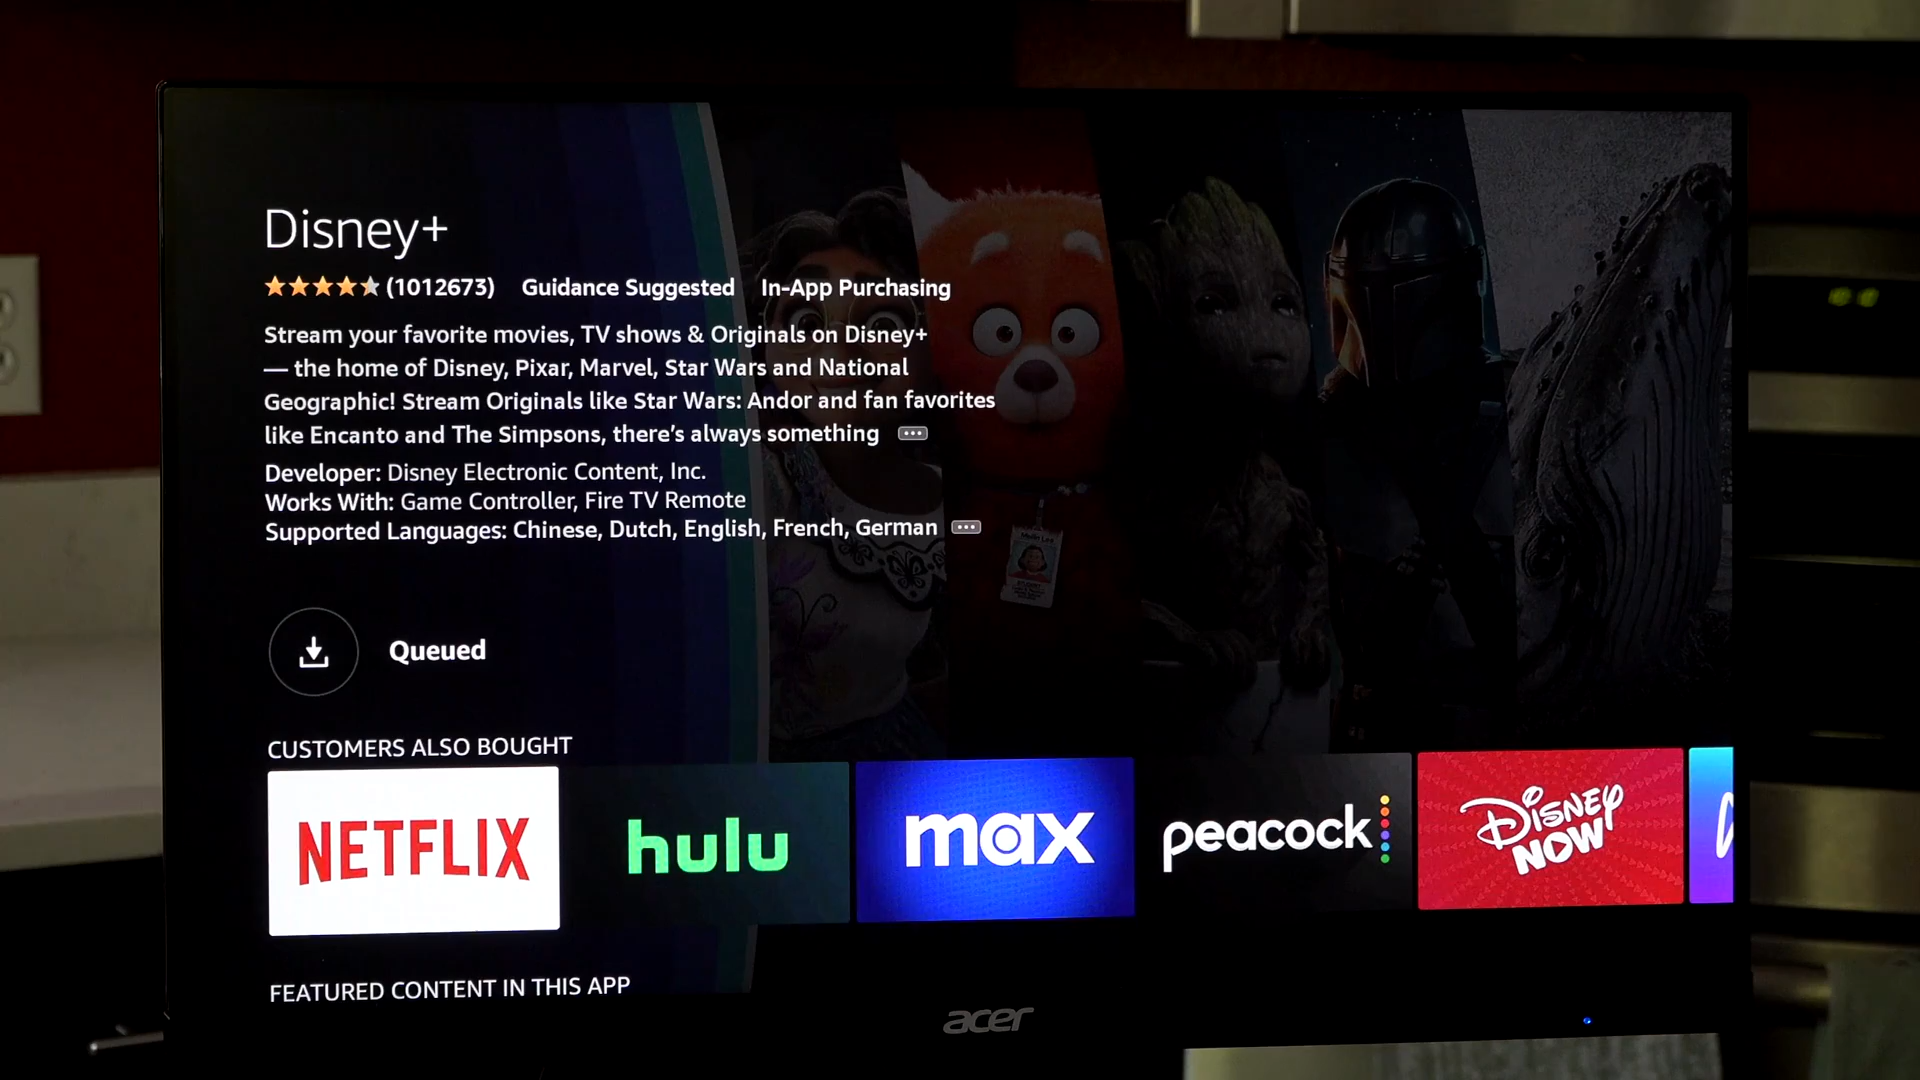 Disney+
(1012673) Guidance Suggested In-App Purchasing
Stream your favorite movies, TV shows & Originals on Disney+
— the home of Disney, Pixar, Marvel, Star Wars and National
Geographic! Stream Originals like Star Wars: Andor and fan favorites
like Encanto and The Simpsons, there's always something
Developer: Disney Electronic Content, Inc.
Works With: Game Controller, Fire TV Remote
Supported Languages: Chinese, Dutch, English, French, German
Queued
CUSTOMERS ALSO BOUGHT
NETFLIX
hulu
max
peacock
Disney
NOW
FEATURED CONTENT IN THIS APP
acer